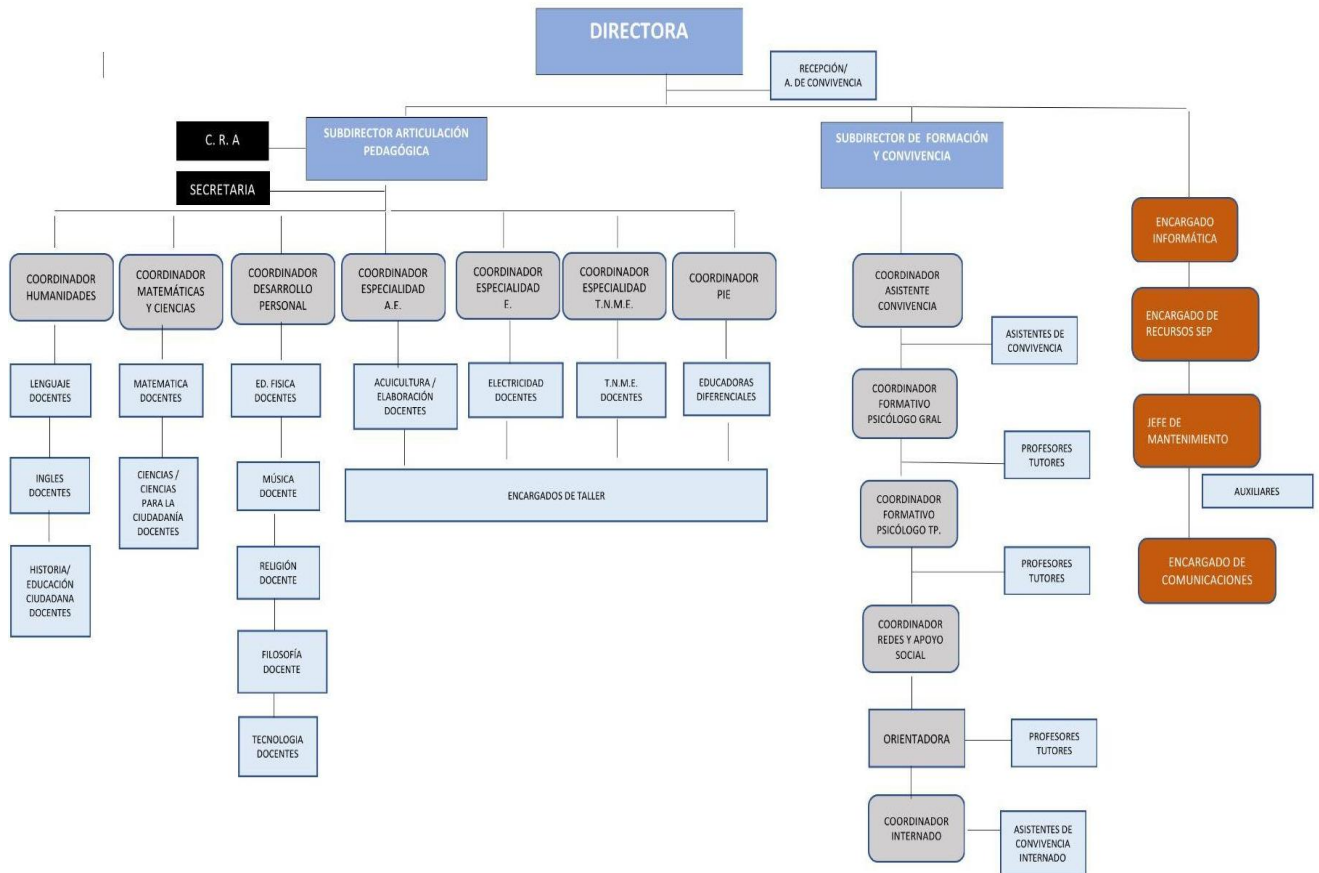 DIRECTORA
RECEPCIÓN/
A. DE CONVIVENCIA
C. R. A
SUBDIRECTOR ARTICULACIÓN
PEDAGÓGICA
SUBDIRECTOR DE FORMACIÓN
Y CONVIVENCIA
SECRETARIA
ENCARGADO
INFORMÁTICA
COORDINADOR
HUMANIDADES
COORDINADOR
MATEMÁTICAS
Y CIENCIAS
COORDINADOR
DESARROLLO
PERSONAL
COORDINADOR
ESPECIALIDAD
A.E.
COORDINADOR
ESPECIALIDAD
E.
COORDINADOR
ESPECIALIDAD
T.N.M.E.
COORDINADOR
PIE
COORDINADOR
ASISTENTE
CONVIVENCIA
ENCARGADO DE
RECURSOS SEP
ASISTENTES DE
CONVIVENCIA
LENGUAJE
DOCENTES
MATEMATICA
DOCENTES
ED. FISICA
DOCENTES
ACUICULTURA /
ELABORACIÓN
DOCENTES
ELECTRICIDAD
DOCENTES
T.N.M.E.
DOCENTES
EDUCADORAS
DIFERENCIALES
COORDINADOR
FORMATIVO
PSICÓLOGO GRAL
JEFE DE
MANTENIMIENTO
PROFESORES
TUTORES
INGLES
DOCENTES
CIENCIAS /
CIENCIAS
PARA LA
CIUDADANÍA
DOCENTES
MÚSICA
DOCENTE
ENCARGADOS DE TALLER
AUXILIARES
COORDINADOR
FORMATIVO
PSICÓLOGO TP.
HISTORIA/
EDUCACIÓN
CIUDADANA
DOCENTES
RELIGIÓN
DOCENTE
PROFESORES
TUTORES
ENCARGADO DE
COMUNICACIONES
COORDINADOR
REDES Y APOYO
SOCIAL
FILOSOFÍA
DOCENTE
TECNOLOGIA
DOCENTES
ORIENTADORA
PROFESORES
TUTORES
COORDINADOR
INTERNADO
ASISTENTES DE
CONVIVENCIA
INTERNADO